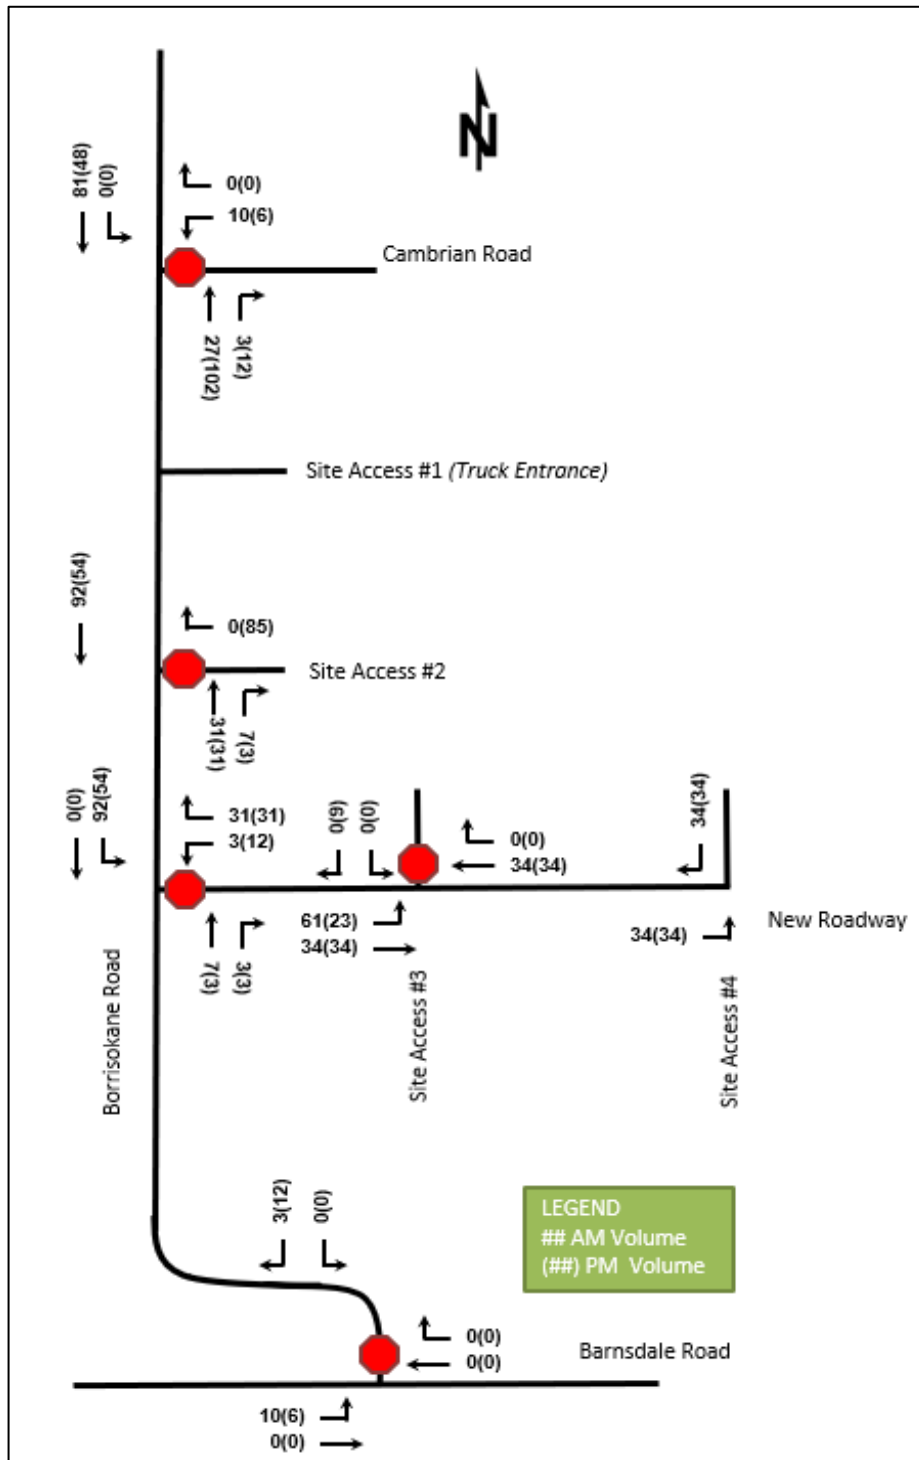 N
81(48)
0(0)
0(0)
10(6)
Cambrian Road
27(102)
3(12)
Site Access #1 (Truck Entrance)
92(54)
0(85)
Site Access #2
31(31)
7(3)
0(0)
92(54)
31(31)
3(12)
0(9)
0(0)
0(0)
34(34)
34(34)
61(23)
34(34)
34(34)
New Roadway
7(3)
3(3)
Borrisokane Road
Site Access #3
Site Access #4
3(12)
0(0)
LEGEND
## AM Volume
(##) PM Volume
0(0)
0(0)
Barnsdale Road
10(6)
0(0)